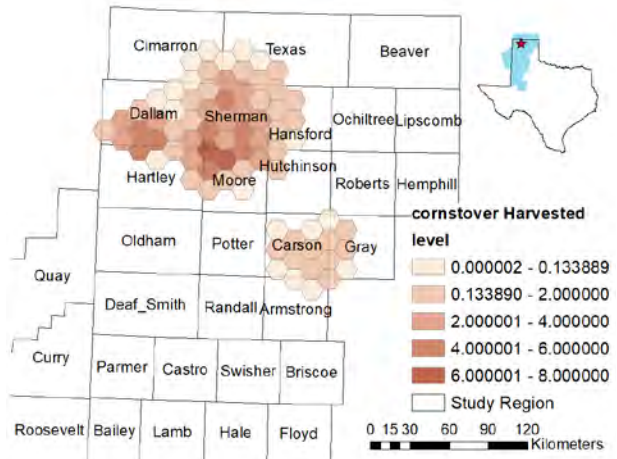 Cimarron Texas Beaver
Dallam Sherman Hansford Ochiltree Lipscomb
Hartley Moore Hutchinson Roberts Hemphill
Oldham Potter Carson Gray
Quay
Deaf_Smith Randall Armstrong
Curry Parmer Castro Swisher Briscoe
Roosevelt Bailey Lamb Hale Floyd
cornstover Harvested
level
0.000002 - 0.133889
0.133890 - 2.000000
2.000001 - 4.000000
4.000001 - 6.000000
6.000001 - 8.000000
Study Region
0 15 30 60 90 120
Kilometers